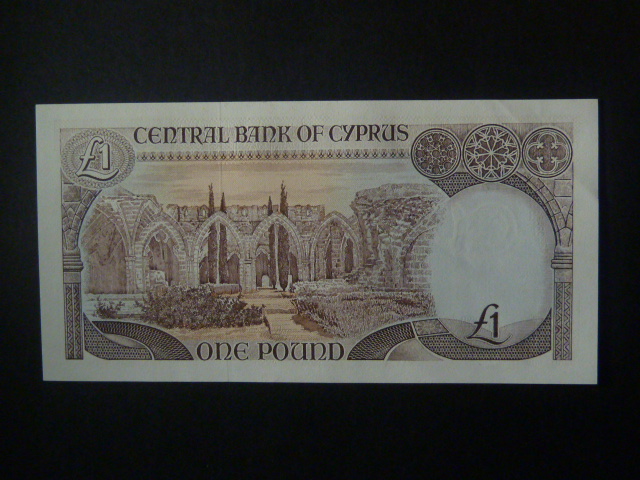 CENTRAL BANK OF CYPRUS
£1
£1
ONE POUND